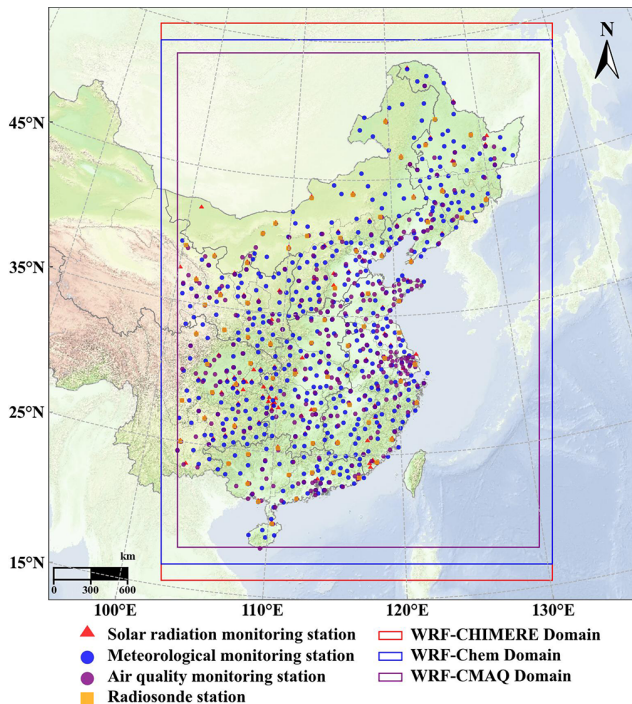 N
45°N
35°N
25°N
15°N
km
0 300 600
100°E 110°E 120°E 130°E
Solar radiation monitoring station
Meteorological monitoring station
Air quality monitoring station
Radiosonde station
WRF-CHIMERE Domain
WRF-Chem Domain
WRF-CMAQ Domain